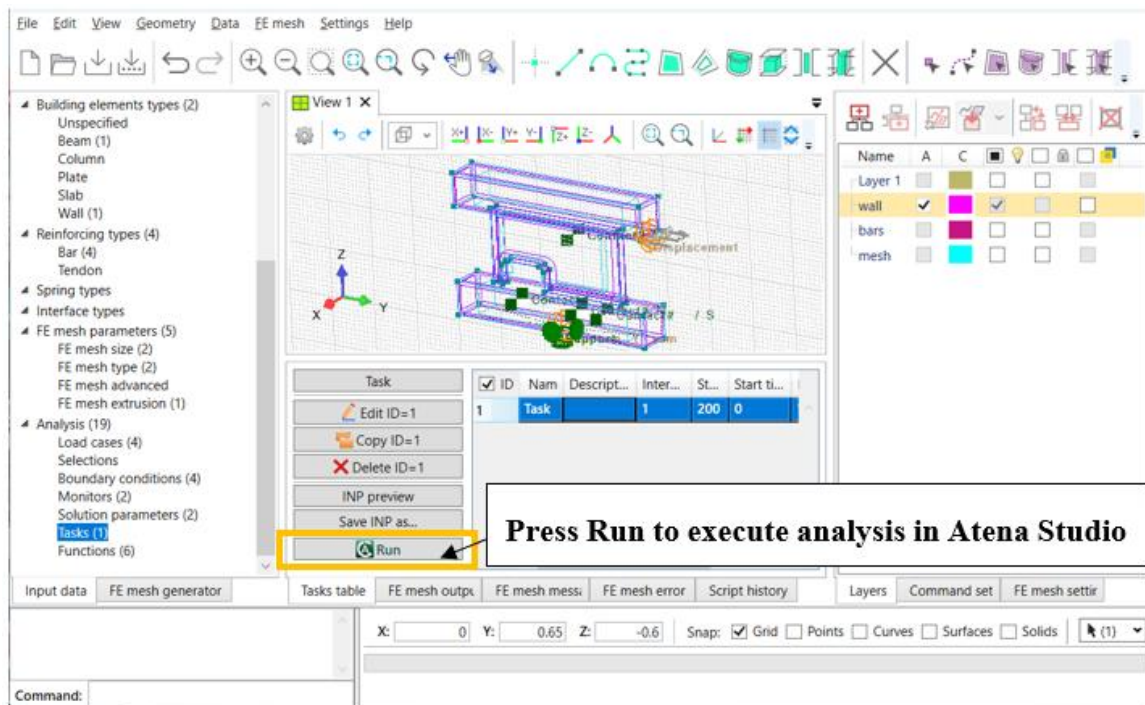 File Edit View Geometry Data FE mesh Settings Help
Building elements types (2)
Unspecified
Beam (1)
Column
Plate
Slab
Wall (1)
Reinforcing types (4)
Bar (4)
Tendon
Spring types
Interface types
FE mesh parameters (5)
FE mesh size (2)
FE mesh type (2)
FE mesh advanced
FE mesh extrusion (1)
Analysis (19)
Load cases (4)
Selections
Boundary conditions (4)
Monitors (2)
Solution parameters (2)
Tasks (1)
Functions (6)
Input data FE mesh generator
View 1
X+ X- Y+ Y- Z+ Z-
Z
X Y
Task
Edit ID=1
Copy ID=1
Delete ID=1
INP preview
Save INP as...
Run
ID Nam Descript... Inter... St... Start ti...
1 Task 1 200 0
Press Run to execute analysis in Atena Studio
Tasks table FE mesh outpu FE mesh messa FE mesh error Script history
Name A C
Layer 1
wall
bars
mesh
Layers Command set FE mesh settir
X: 0 Y: 0.65 Z: -0.6 Snap: Grid Points Curves Surfaces Solids (1)
Command: